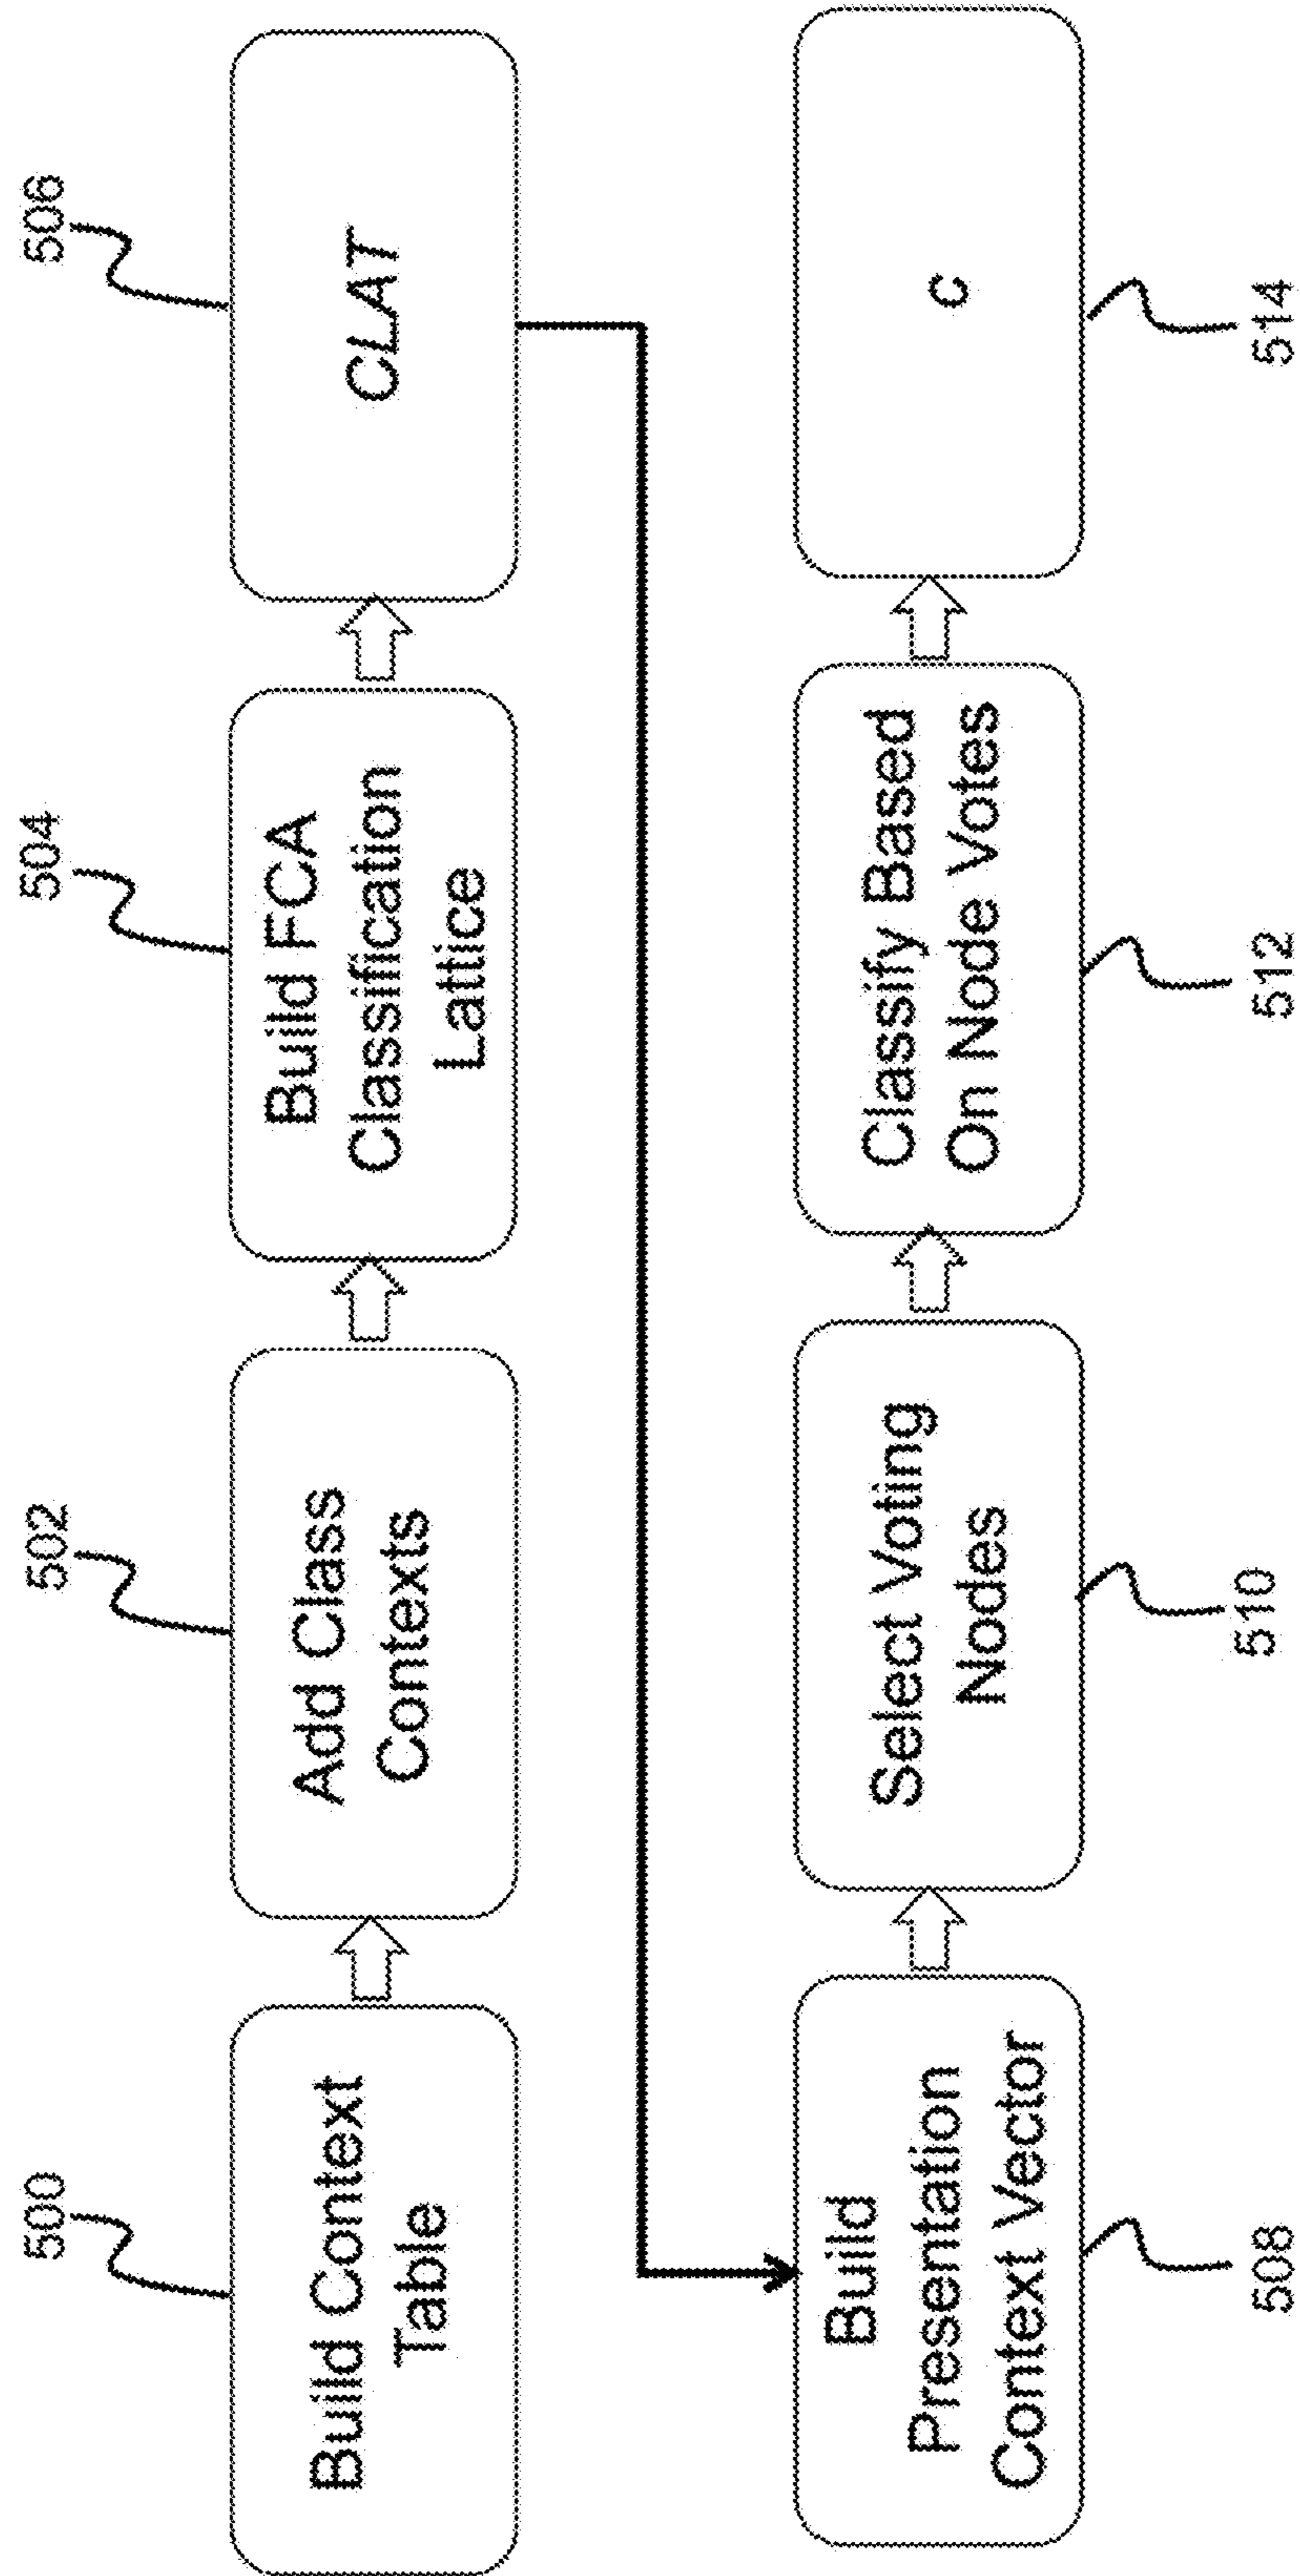 500
502
504
506
Build Context
Table
Add Class
Contexts
Build FCA
Classification
Lattice
CLAT
Build
Presentation
Context Vector
Select Voting
Nodes
Classify Based
On Node Votes
c
508
510
512
514